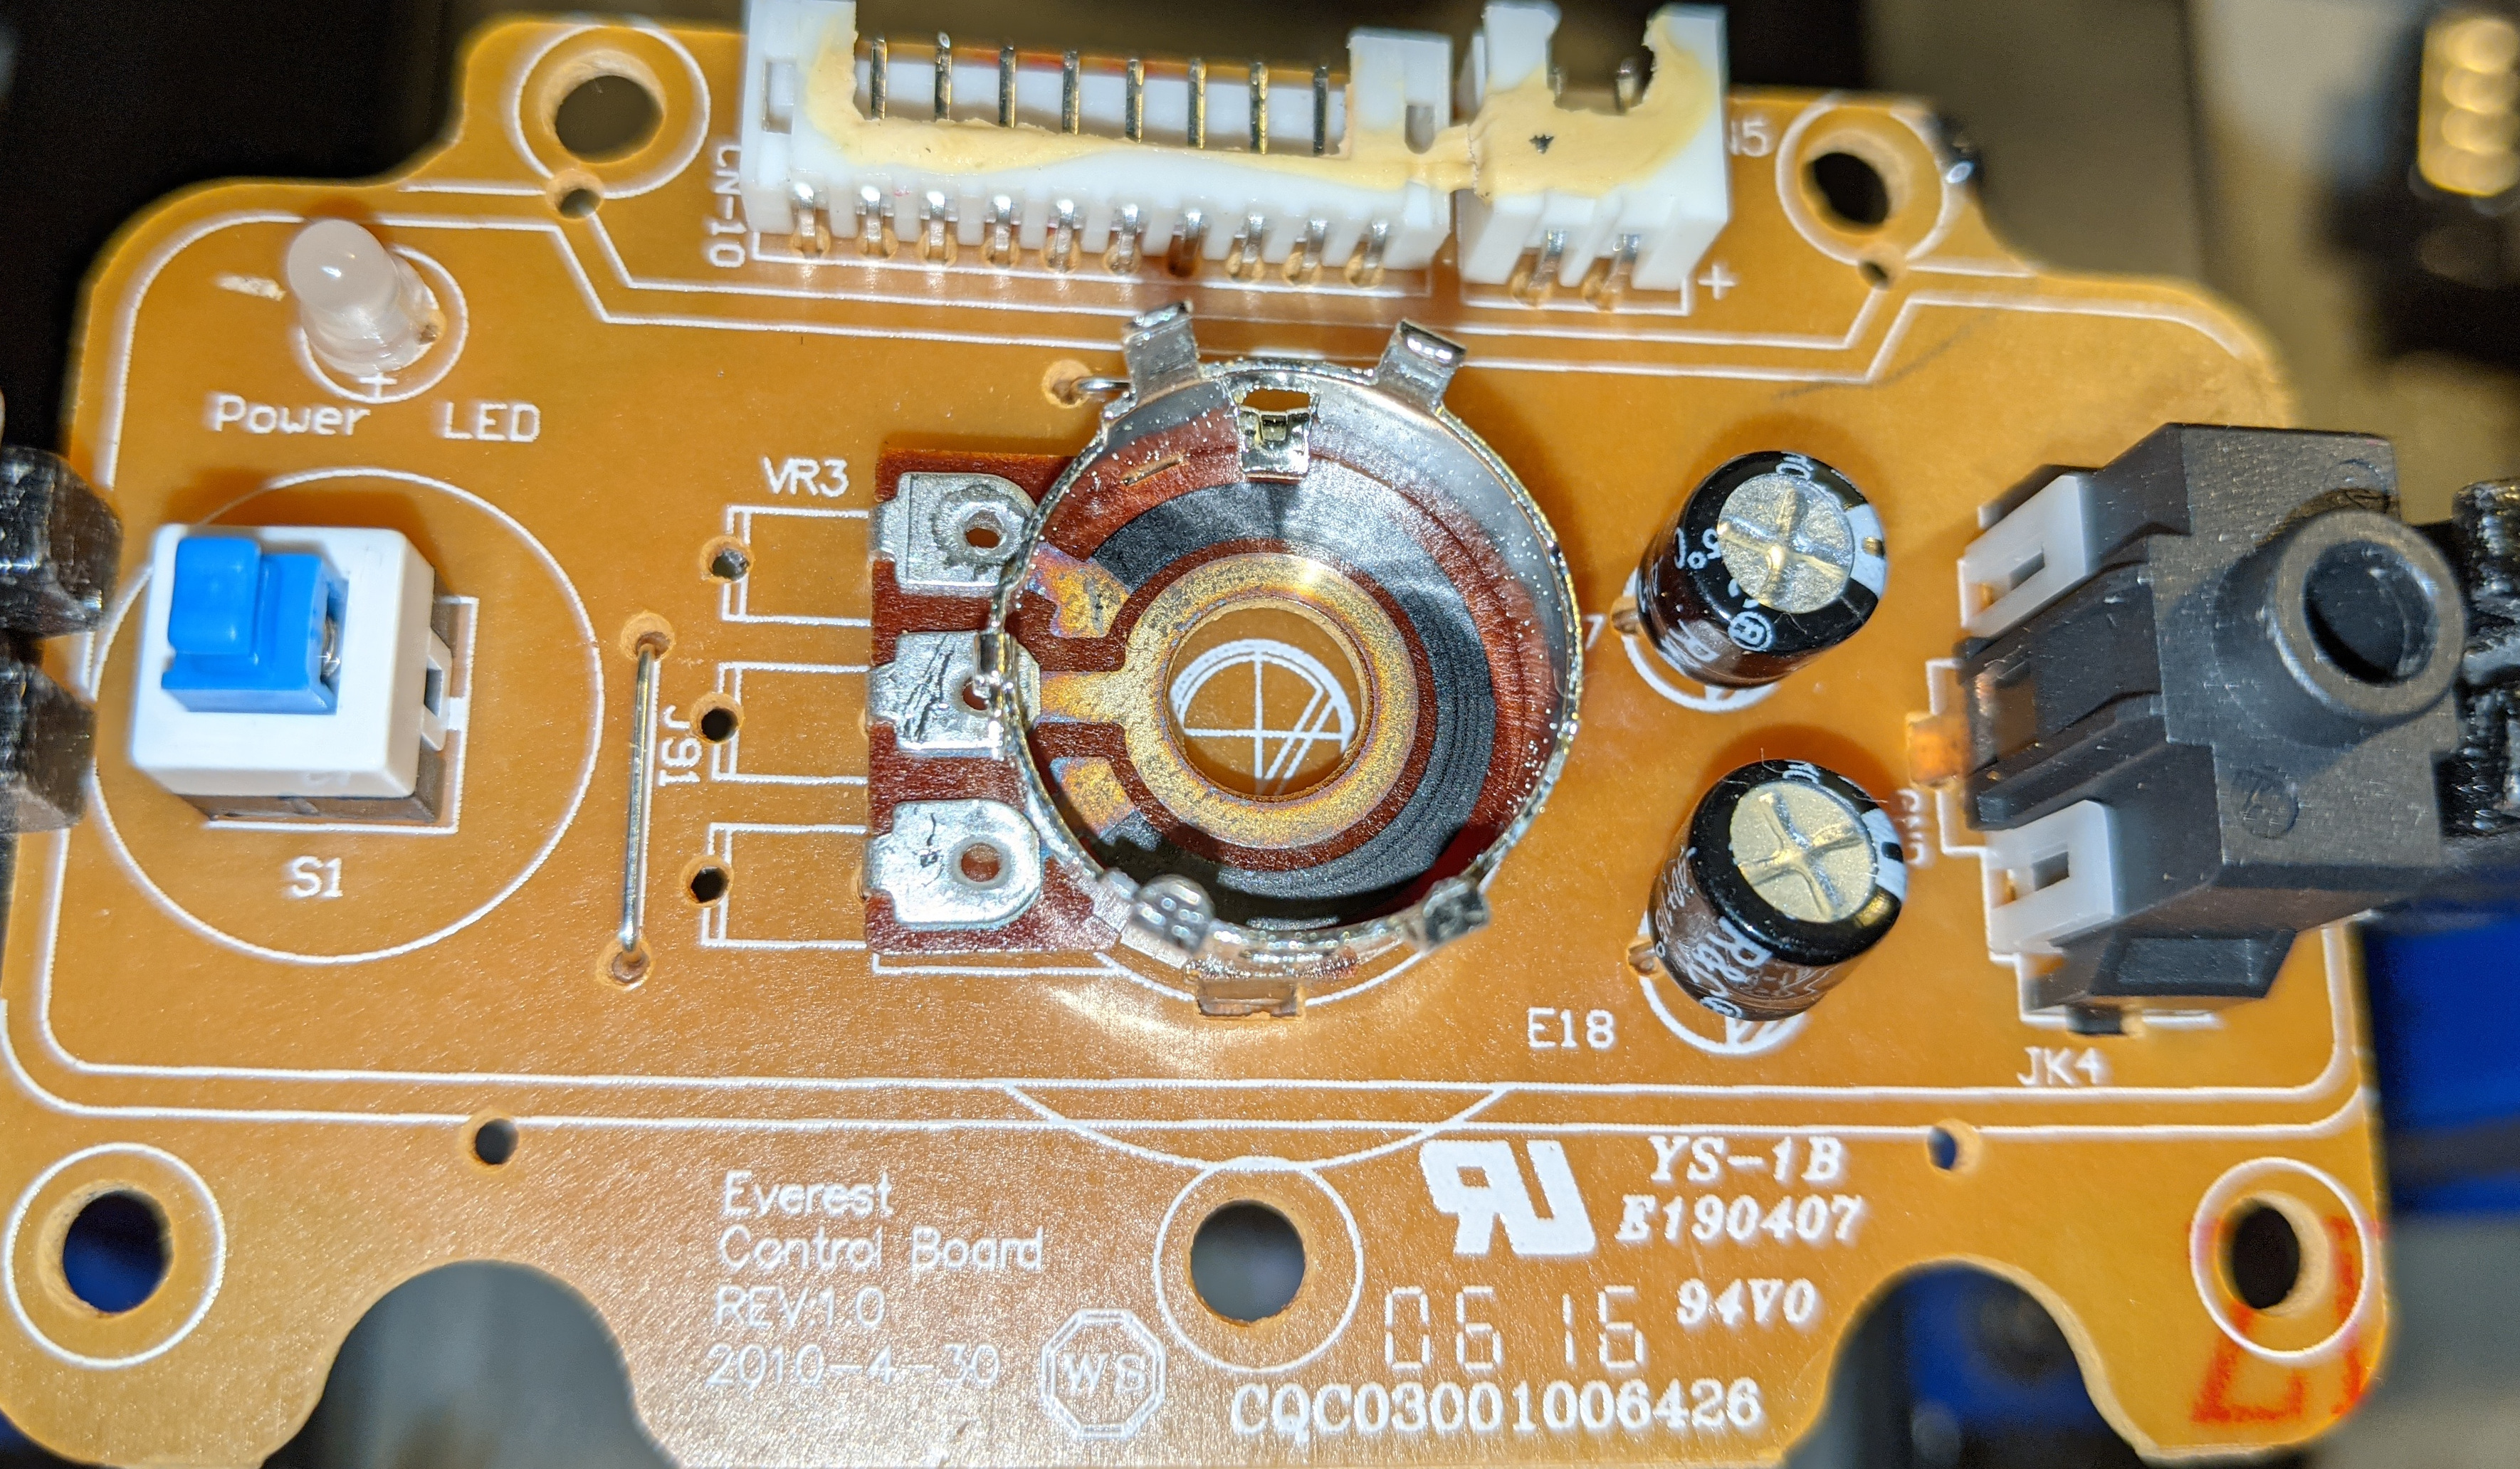 CN-10
+
Power LED
+
VR3
J91
S1
E18
JK4
Everest
Control Board
REV:1.0
2010-4-30
WS
YS-1B
E190407
94V0
0616
CQC03001006426